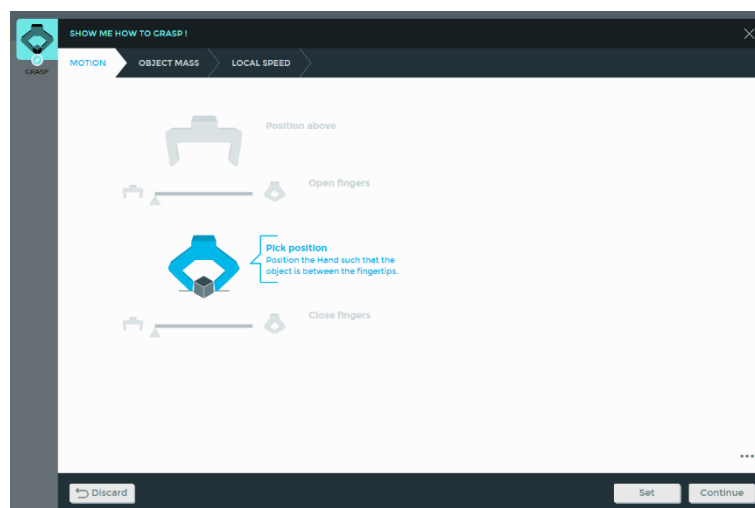 SHOW ME HOW TO GRASP !
GRASP
MOTION
OBJECT MASS
LOCAL SPEED
Position above
Open fingers
Pick position
Position the Hand such that the
object is between the fingertips.
Close fingers
Discard
Set
Continue